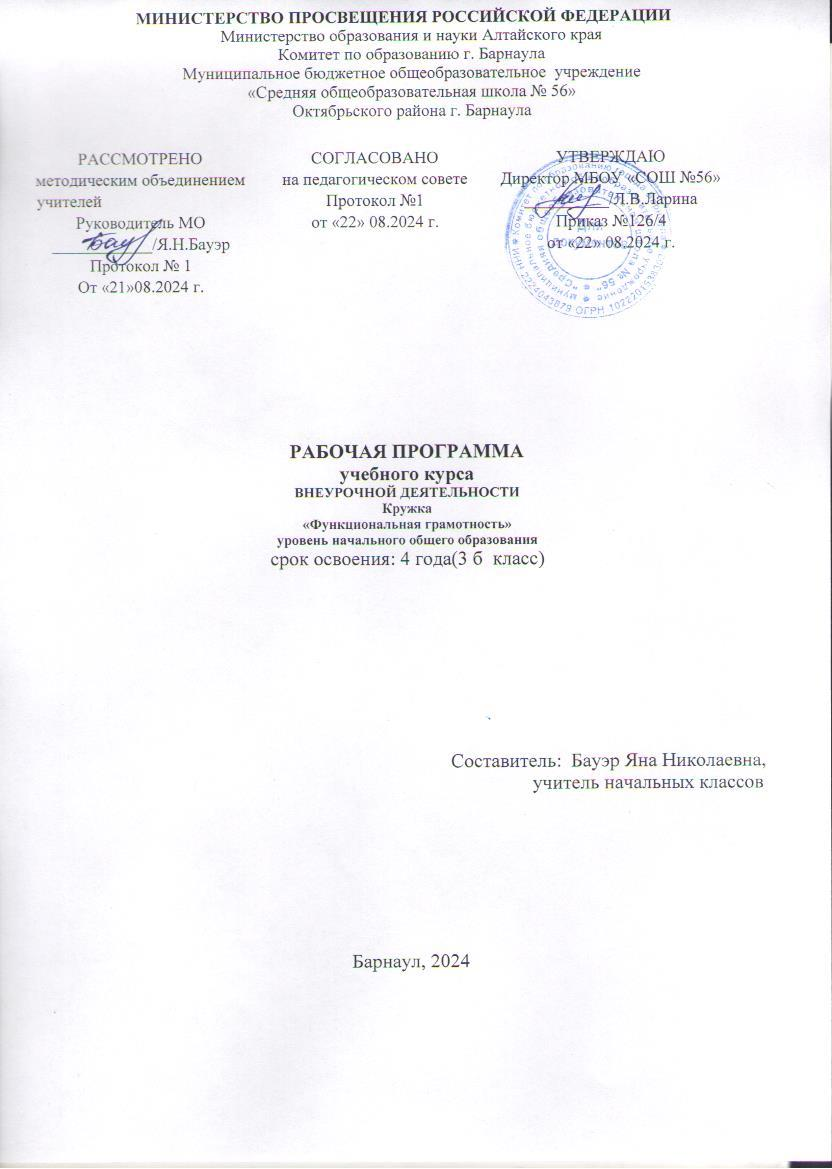 МИНИСТЕРСТВО ПРОСВЕЩЕНИЯ РОССИЙСКОЙ ФЕДЕРАЦИИ
Министерство образования и науки Алтайского края
Комитет по образованию г. Барнаула
Муниципальное бюджетное общеобразовательное учреждение
«Средняя общеобразовательная школа № 56»
Октябрьского района г. Барнаула
РАССМОТРЕНО
методическим объединением
учителей
Руководитель МО
/Я.Н.Бауэр
Протокол № 1
От «21»08.2024 г.
СОГЛАСОВАНО
на педагогическом совете
Протокол №1
от «22» 08.2024 г.
УТВЕРЖДАЮ
Директор МБОУ «СОШ №56»
/Л.В.Ларина
Приказ №126/4
от «22» 08.2024 г.
РАБОЧАЯ ПРОГРАММА
учебного курса
ВНЕУРОЧНОЙ ДЕЯТЕЛЬНОСТИ
Кружка
«Функциональная грамотность»
уровень начального общего образования
срок освоения: 4 года(3 б класс)
Составитель: Бауэр Яна Николаевна,
учитель начальных классов
Барнаул, 2024